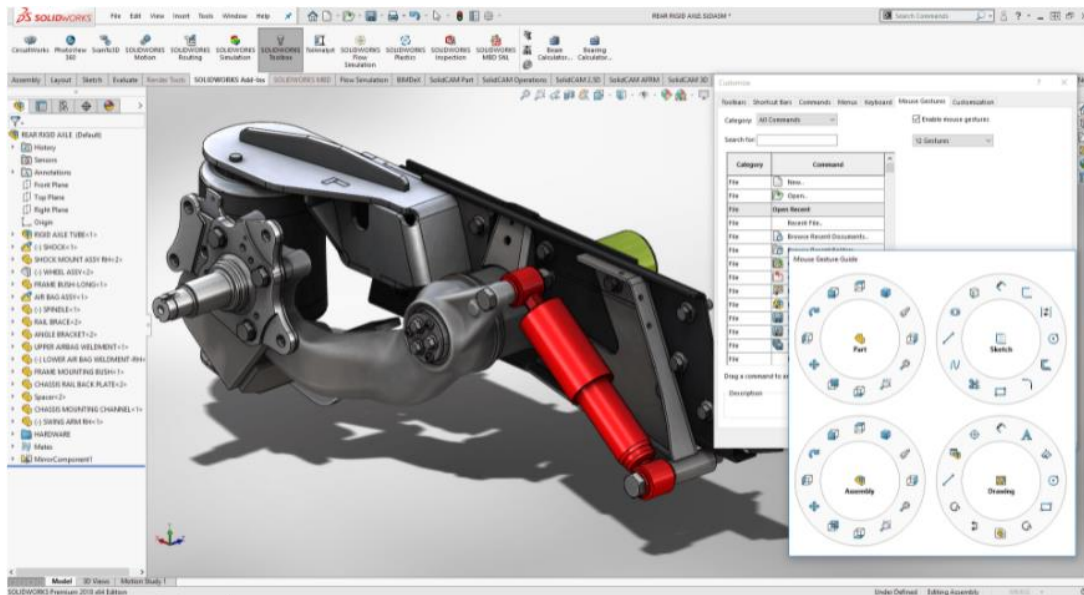 SOLIDWORKS File Edit View Insert Tools Window Help REAR RIGID AXLE.SLDASM * Search Commands
CircuitWorks PhotoView 360 ScanTo3D SOLIDWORKS Motion SOLIDWORKS Routing SOLIDWORKS Simulation SOLIDWORKS Toolbox TolAnalyst SOLIDWORKS Flow Simulation SOLIDWORKS Plastics SOLIDWORKS Inspection SOLIDWORKS MBD SNL Beam Calculator... Bearing Calculator...
Assembly Layout Sketch Evaluate Render Tools SOLIDWORKS Add-Ins SOLIDWORKS MBD Flow Simulation BIMDeX SolidCAM Part SolidCAM Operations SolidCAM 2.5D SolidCAM AFRM SolidCAM 3D
Customize
Toolbars Shortcut Bars Commands Menus Keyboard Mouse Gestures Customization
Category: All Commands Enable mouse gestures
Search for: 12 Gestures
Category Command
File New...
File Open...
File Open Recent
File Recent File..
File Browse Recent Documents..
File
File
File
File
File
File
File
File
Drag a command to
Description
REAR RIGID AXLE (Default)
History
Sensors
Annotations
Front Plane
Top Plane
Right Plane
Origin
RIGID AXLE TUBE<1>
(-) SHOCK<1>
SHOCK MOUNT ASSY RH<2>
(-) WHEEL ASSY<2>
FRAME BUSH-LONG<1>
AIR BAG ASSY<1>
(-) SPINDLE<1>
RAIL BRACE<2>
ANGLE BRACKET<2>
UPPER AIRBAG WELDMENT<1>
(-) LOWER AIR BAG WELDMENT-RH<
FRAME MOUNTING BUSH<1>
CHASSIS RAIL BACK PLATE<2>
Spacer<2>
CHASSIS MOUNTING CHANNEL<1>
(-) SWING ARM RH<1>
HARDWARE
Mates
MirrorComponent1
Mouse Gesture Guide
Part Sketch
Assembly Drawing
Model 3D Views Motion Study 1
SOLIDWORKS Premium 2018 x64 Edition Under Defined Editing Assembly